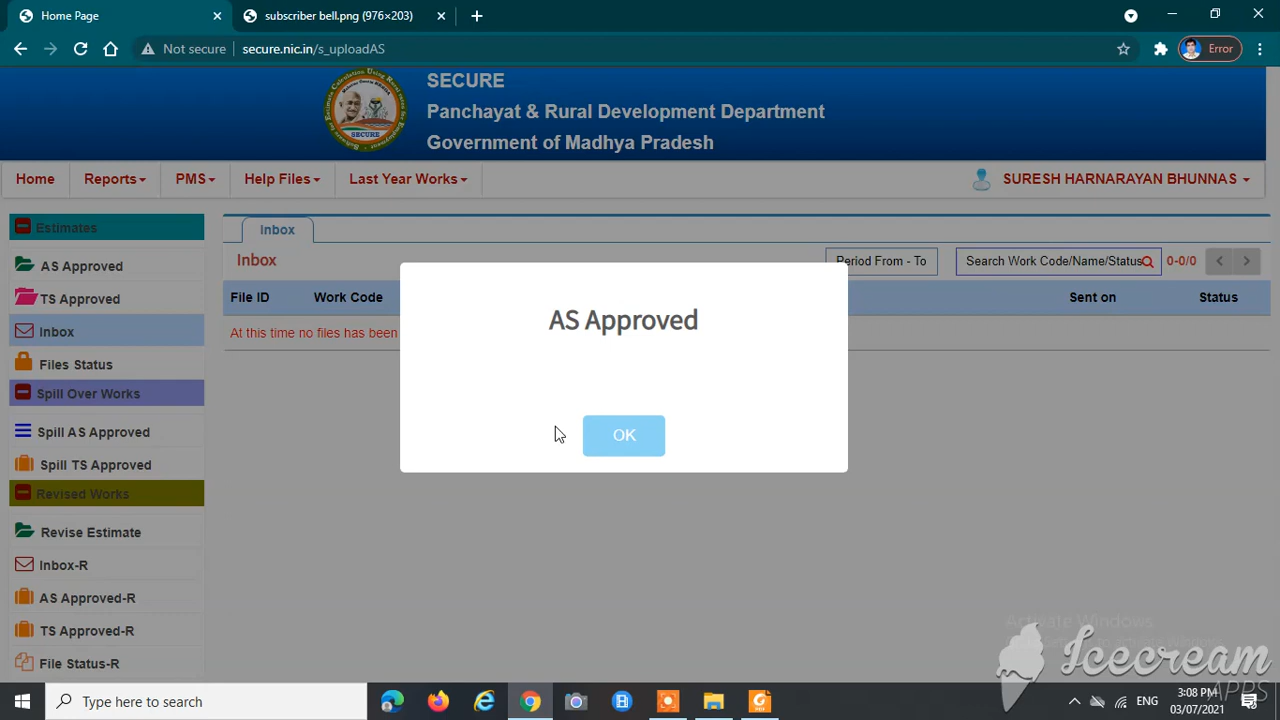 Home Page
subscriber bell.png (976×203)
Not secure
secure.nic.in/s_uploadAS
Error
SECURE
SECURE
Panchayat & Rural Development Department
Government of Madhya Pradesh
Home
Reports
PMS
Help Files
Last Year Works
SURESH HARNARAYAN BHUNNAS
Estimates
AS Approved
TS Approved
Inbox
Files Status
Spill Over Works
Spill AS Approved
Spill TS Approved
Revised Works
Revise Estimate
Inbox-R
AS Approved-R
TS Approved-R
File Status-R
Inbox
Inbox
Period From - To
Search Work Code/Name/Status
0-0/0
File ID
Work Code
Sent on
Status
At this time no files has been
AS Approved
OK
Activate Windows
Icecream
APPS
Type here to search
ENG
3:08 PM
03/07/2021